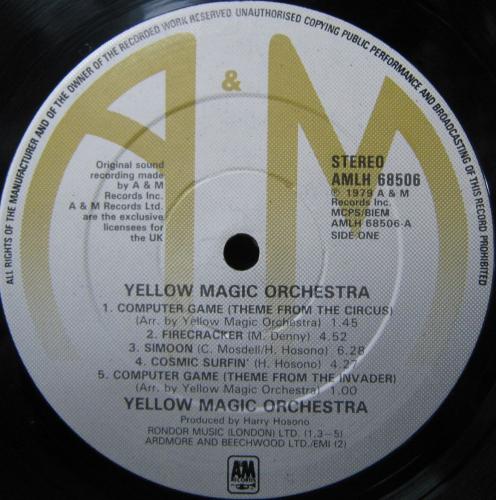 ALL RIGHTS OF THE MANUFACTURER AND OF THE OWNER OF THE RECORDED WORK RESERVED UNAUTHORISED COPYING PUBLIC PERFORMANCE AND BROADCASTING OF THIS RECORD PROHIBITED
A & M
Original sound
recording made
by A & M
Records Inc.
A & M Records Ltd.
are the exclusive
licensees for
the UK
STEREO
AMLH 68506
℗ 1979 A & M
Records Inc.
MCPS/BIEM
AMLH 68506-A
SIDE ONE
YELLOW MAGIC ORCHESTRA
1. COMPUTER GAME (THEME FROM THE CIRCUS)
(Arr. by Yellow Magic Orchestra) 1.45
2. FIRECRACKER (M. Denny) 4.52
3. SIMOON (C. Mosdell/H. Hosono) 6.28
4. COSMIC SURFIN' (H. Hosono) 4.27
5. COMPUTER GAME (THEME FROM THE INVADER)
(Arr. by Yellow Magic Orchestra) 1.00
YELLOW MAGIC ORCHESTRA
Produced by Harry Hosono
RONDOR MUSIC (LONDON) LTD. (1,3-5)
ARDMORE AND BEECHWOOD LTD./EMI (2)
A&M
RECORDS